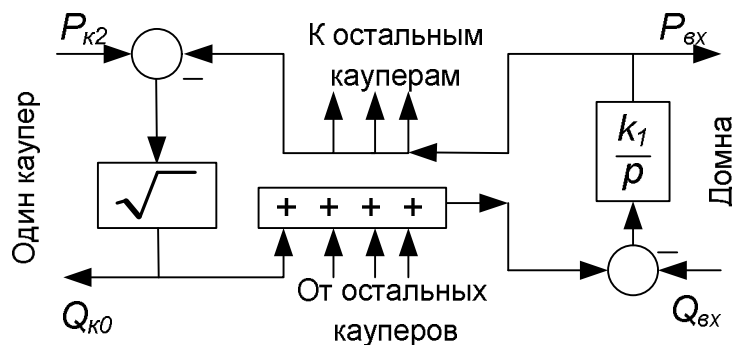 Pк2
К остальным
кауперам
Pвх
Один каупер
–
√
k1
p
Домна
+ + + +
–
Qк0
От остальных
кауперов
Qвх